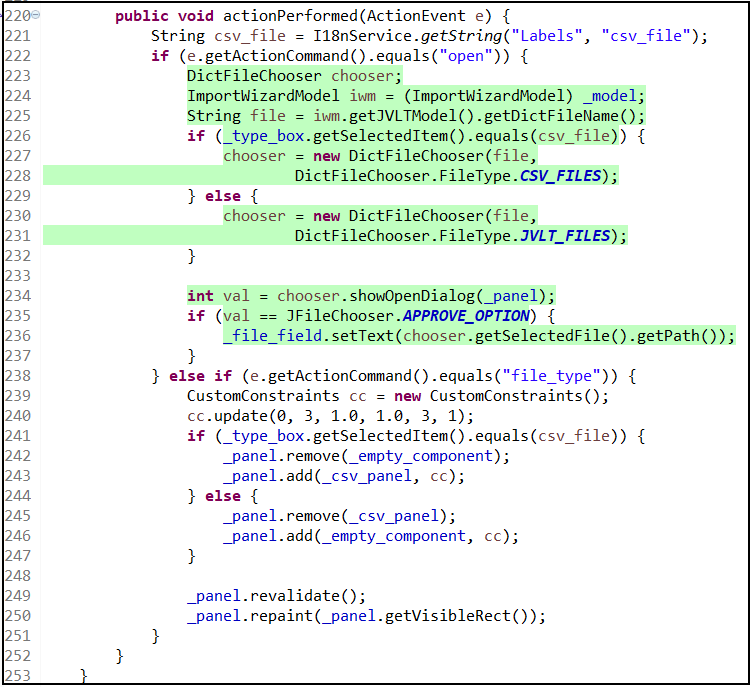 220 public void actionPerformed(ActionEvent e) {
221 String csv_file = I18nService.getString("Labels", "csv_file");
222 if (e.getActionCommand().equals("open")) {
223 DictFileChooser chooser;
224 ImportWizardModel iwm = (ImportWizardModel) _model;
225 String file = iwm.getJVLTModel().getDictFileName();
226 if (_type_box.getSelectedItem().equals(csv_file)) {
227 chooser = new DictFileChooser(file,
228 DictFileChooser.FileType.CSV_FILES);
229 } else {
230 chooser = new DictFileChooser(file,
231 DictFileChooser.FileType.JVLT_FILES);
232 }
233
234 int val = chooser.showOpenDialog(_panel);
235 if (val == JFileChooser.APPROVE_OPTION) {
236 _file_field.setText(chooser.getSelectedFile().getPath());
237 }
238 } else if (e.getActionCommand().equals("file_type")) {
239 CustomConstraints cc = new CustomConstraints();
240 cc.update(0, 3, 1.0, 1.0, 3, 1);
241 if (_type_box.getSelectedItem().equals(csv_file)) {
242 _panel.remove(_empty_component);
243 _panel.add(_csv_panel, cc);
244 } else {
245 _panel.remove(_csv_panel);
246 _panel.add(_empty_component, cc);
247 }
248
249 _panel.revalidate();
250 _panel.repaint(_panel.getVisibleRect());
251 }
252 }
253 }